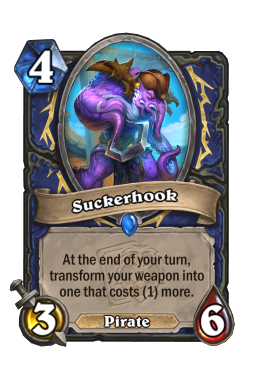 4
Suckerhook
At the end of your turn,
transform your weapon into
one that costs (1) more.
3
Pirate
6